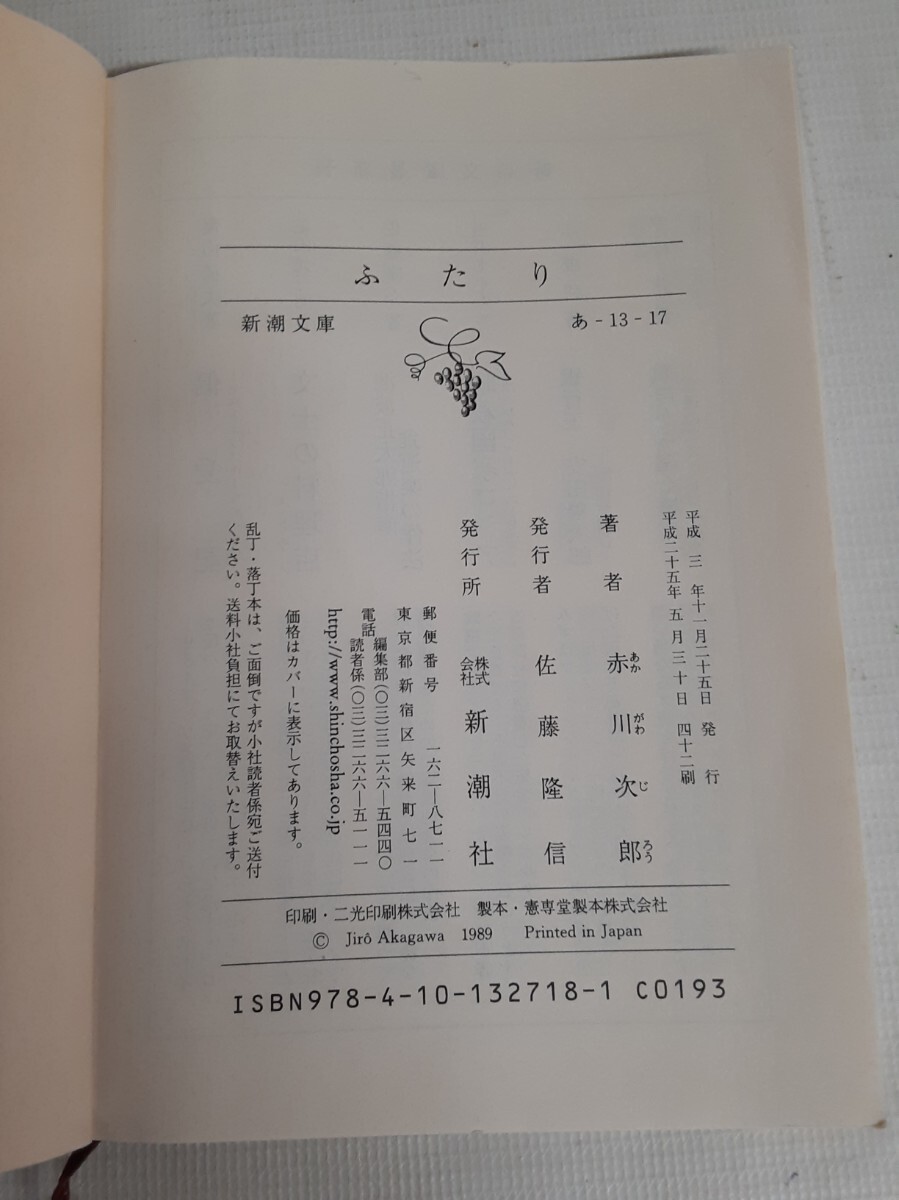 ふたり
新潮文庫　あ-13-17
平成三年十一月二十五日発行
平成二十五年五月三十日四十二刷
著者　赤川次郎
あかがわじろう
発行者　佐藤隆信
発行所　株式会社新潮社
郵便番号　一六二―八七一一
東京都新宿区矢来町七一
電話　編集部(〇三)三二六六―五四四〇
読者係(〇三)三二六六―五一一一
http://www.shinchosha.co.jp
価格はカバーに表示してあります。
乱丁・落丁本は、ご面倒ですが小社読者係宛ご送付
ください。送料小社負担にてお取替えいたします。
印刷・二光印刷株式会社　製本・憲専堂製本株式会社
© Jirô Akagawa 1989　Printed in Japan
ISBN978-4-10-132718-1 C0193